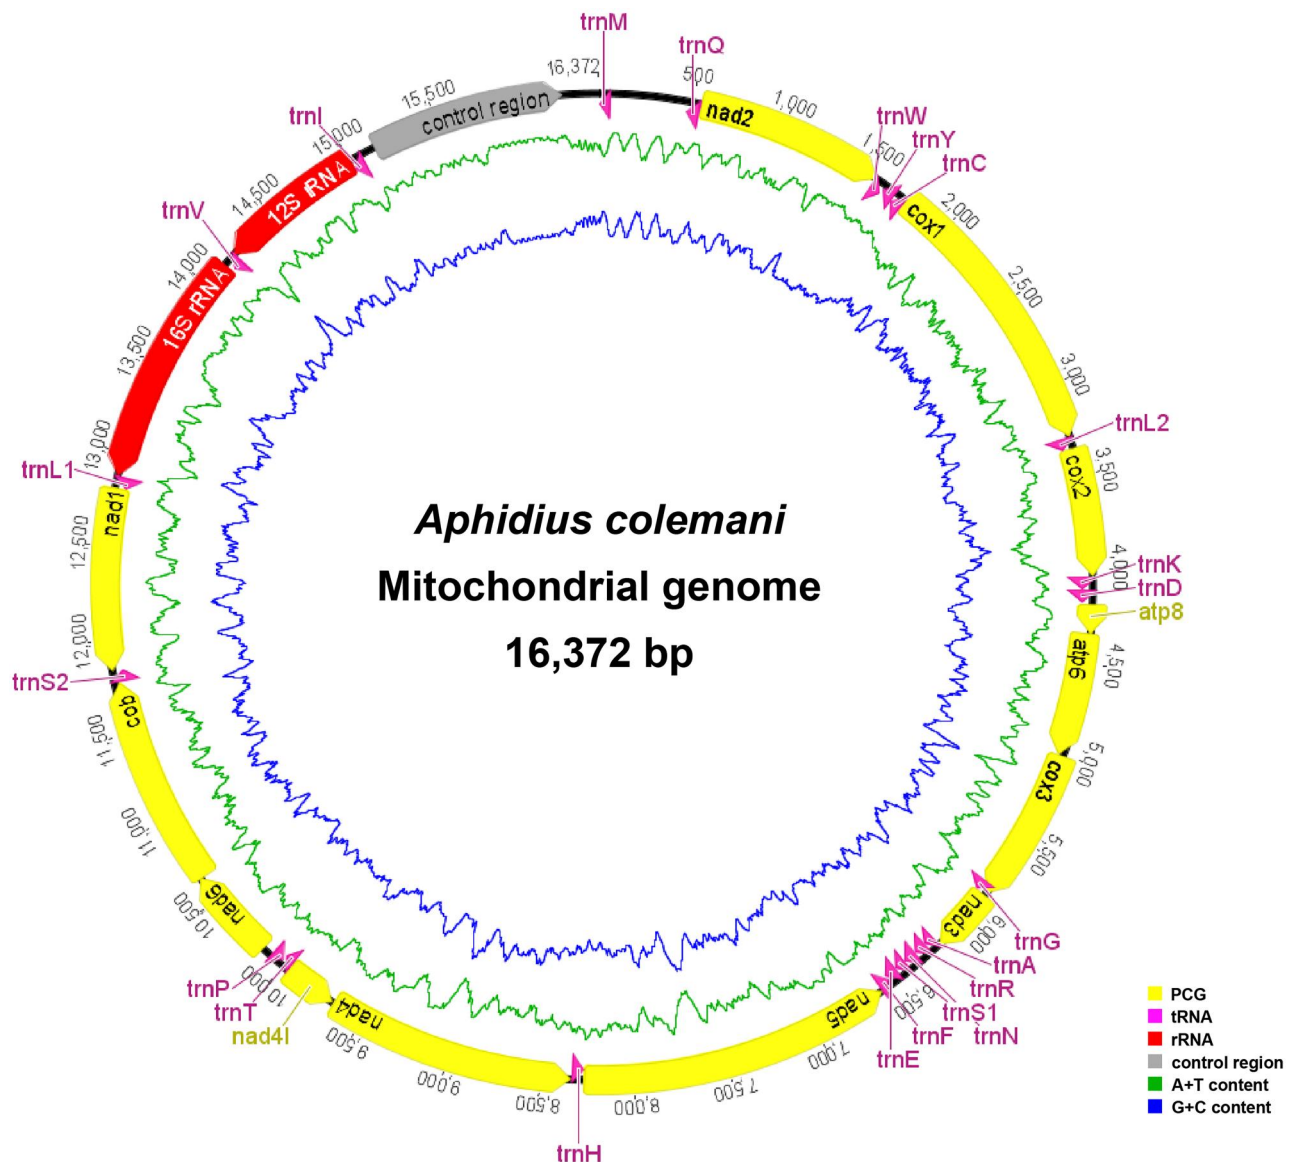 trnM
trnQ
16,372
500
nad2
1,000
1,500
trnW
trnY
trnC
cox1
2,000
2,500
3,000
trnL2
cox2
3,500
4,000
trnK
trnD
atp8
atp6
4,500
5,000
cox3
5,500
trnG
nad3
6,000
trnA
trnR
trnS1
trnN
6,500
trnF
trnE
nad5
7,000
7,500
8,000
trnH
8,500
9,000
nad4
9,500
nad4l
trnT
trnP
10,000
nad6
10,500
11,000
11,500
cob
trnS2
12,000
12,500
nad1
trnL1
13,000
13,500
16S rRNA
14,000
trnV
14,500
12S rRNA
15,000
trnI
15,500
control region
Aphidius colemani
Mitochondrial genome
16,372 bp
PCG
tRNA
rRNA
control region
A+T content
G+C content